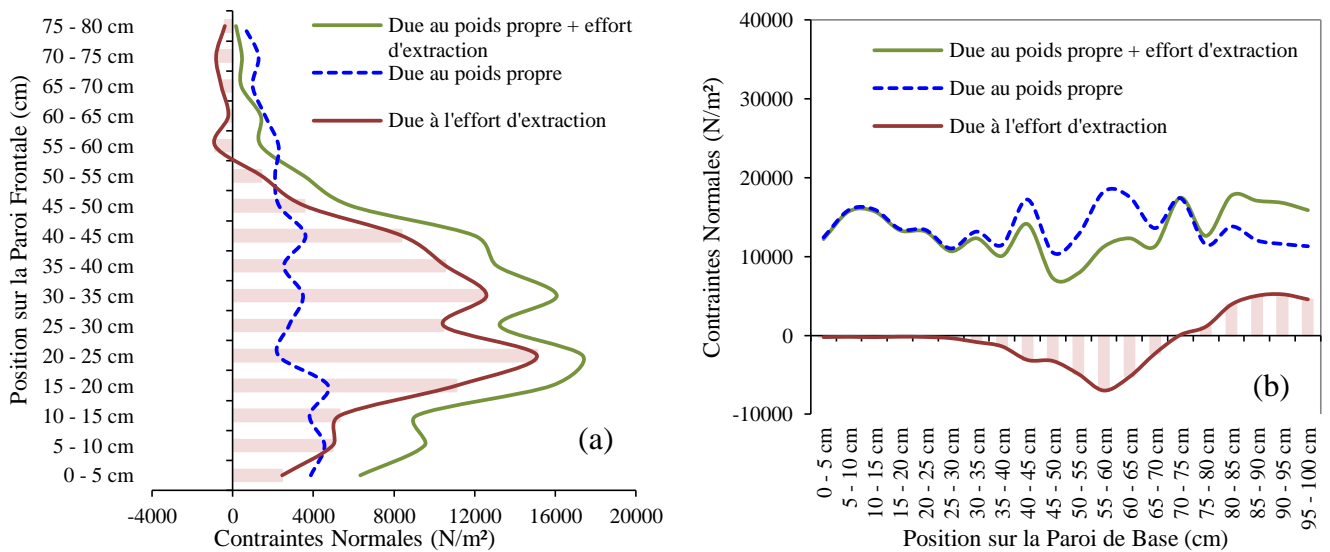 75 - 80 cm
70 - 75 cm
65 - 70 cm
60 - 65 cm
55 - 60 cm
50 - 55 cm
45 - 50 cm
40 - 45 cm
35 - 40 cm
30 - 35 cm
25 - 30 cm
20 - 25 cm
15 - 20 cm
10 - 15 cm
5 - 10 cm
0 - 5 cm
Position sur la Paroi Frontale (cm)
Due au poids propre + effort
d'extraction
Due au poids propre
Due à l'effort d'extraction
(a)
-4000
0
4000
8000
12000
16000
20000
Contraintes Normales (N/m²)
40000
30000
20000
10000
0
-10000
Contraintes Normales (N/m²)
Due au poids propre + effort d'extraction
Due au poids propre
Due à l'effort d'extraction
(b)
0 - 5 cm
5 - 10 cm
10 - 15 cm
15 - 20 cm
20 - 25 cm
25 - 30 cm
30 - 35 cm
35 - 40 cm
40 - 45 cm
45 - 50 cm
50 - 55 cm
55 - 60 cm
60 - 65 cm
65 - 70 cm
70 - 75 cm
75 - 80 cm
80 - 85 cm
85 - 90 cm
90 - 95 cm
95 - 100 cm
Position sur la Paroi de Base (cm)